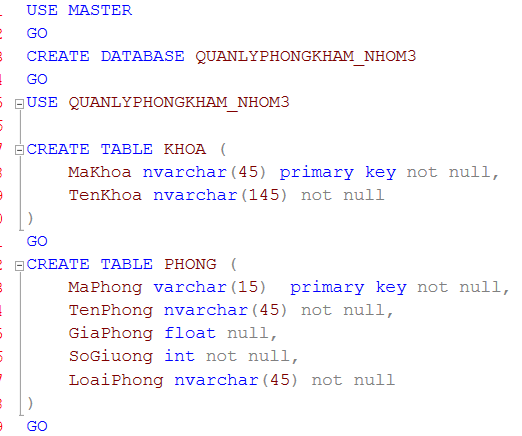 USE MASTER
GO
CREATE DATABASE QUANLYPHONGKHAM_NHOM3
GO
USE QUANLYPHONGKHAM_NHOM3
CREATE TABLE KHOA (
MaKhoa nvarchar(45) primary key not null,
TenKhoa nvarchar(145) not null
)
GO
CREATE TABLE PHONG (
MaPhong varchar(15)  primary key not null,
TenPhong nvarchar(45) not null,
GiaPhong float null,
SoGiuong int not null,
LoaiPhong nvarchar(45) not null
)
GO